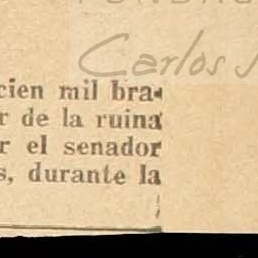 Carlos
cien mil bra-
r de la ruina
r el senador
s, durante la